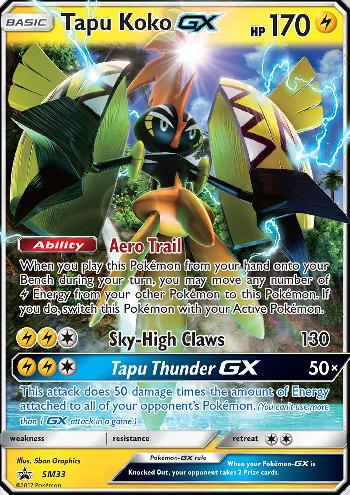 BASIC Tapu Koko GX HP 170
Ability Aero Trail
When you play this Pokémon from your hand onto your
Bench during your turn, you may move any number of
Energy from your other Pokémon to this Pokémon. If
you do, switch this Pokémon with your Active Pokémon.
Sky-High Claws 130
Tapu Thunder GX 50×
This attack does 50 damage times the amount of Energy
attached to all of your opponent's Pokémon. (You can't use more
than 1 GX attack in a game.)
weakness resistance retreat
Illus. 5ban Graphics
SM33
©2017 Pokémon
Pokémon-GX rule
When your Pokémon-GX is
Knocked Out, your opponent takes 2 Prize cards.